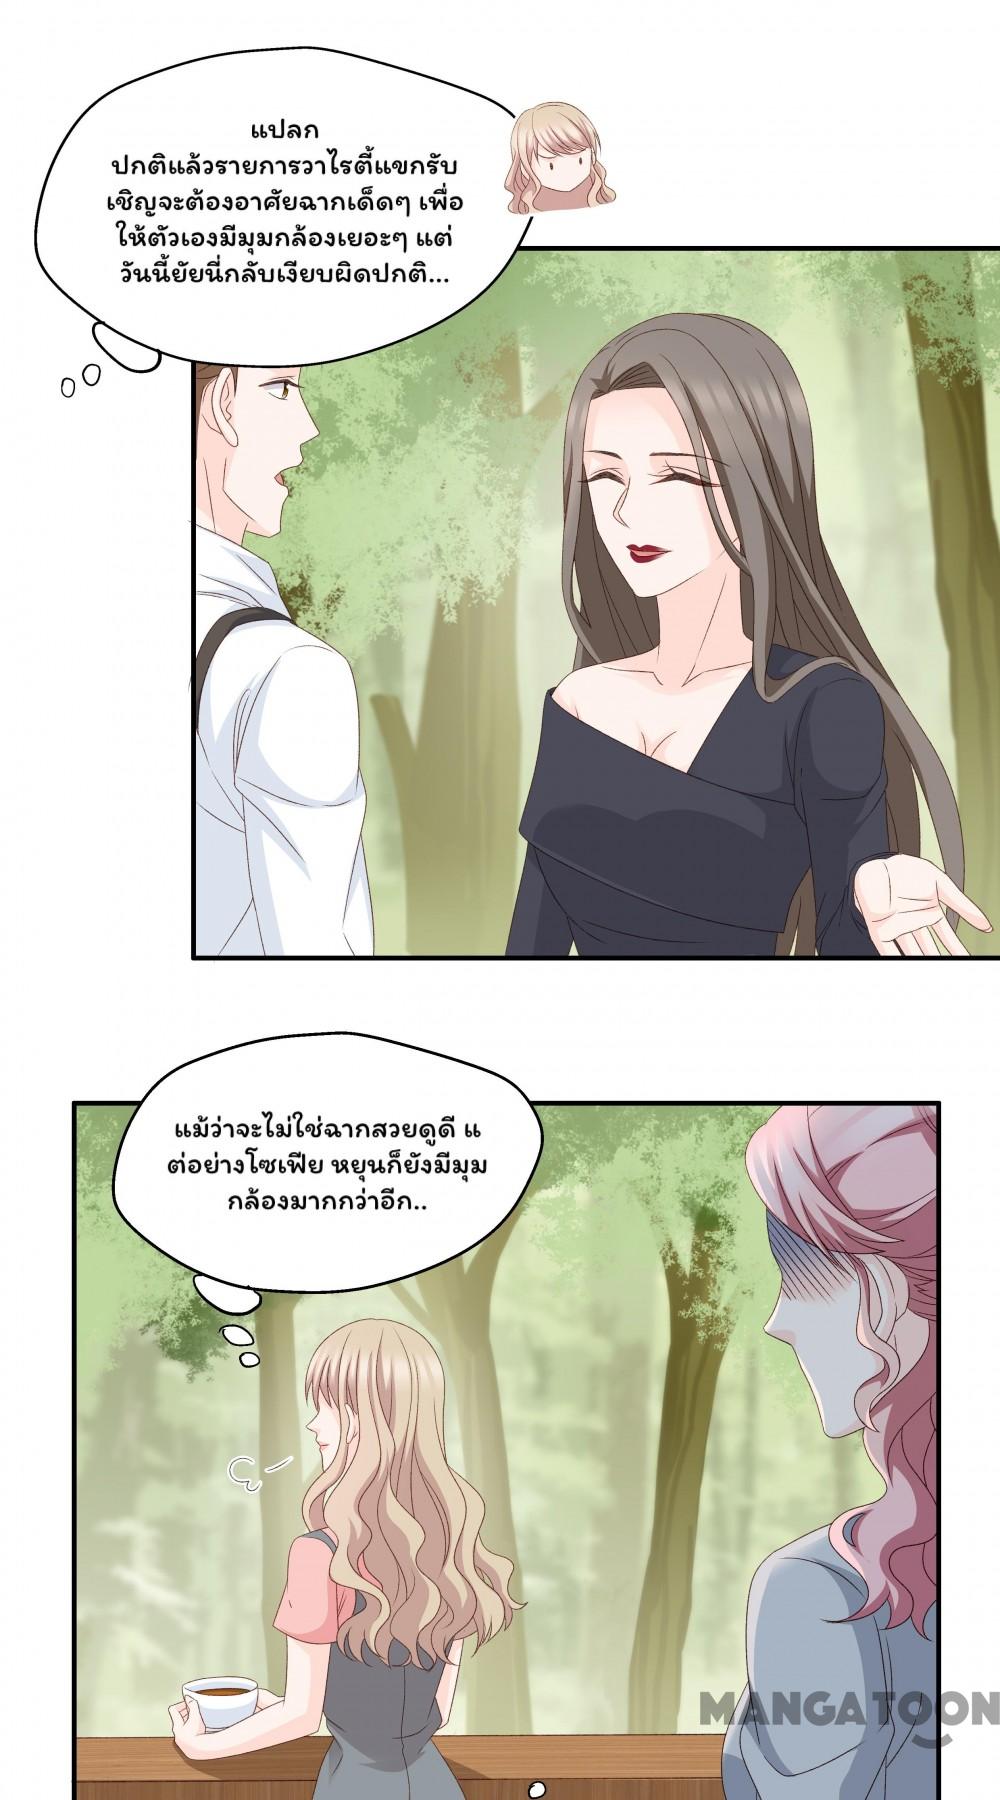 แปลก
ปกติแล้วรายการวาไรตี้แขกรับ
เชิญจะต้องอาศัยฉากเด็ดๆ เพื่อ
ให้ตัวเองมีมุมกล้องเยอะๆ แต่
วันนี้ยัยนี่กลับเงียบผิดปกติ...
แม้ว่าจะไม่ใช่ฉากสวยดูดี แ
ต่อย่างโซเฟีย หยุนก็ยังมีมุม
กล้องมากกว่าอีก..
MANGATOON